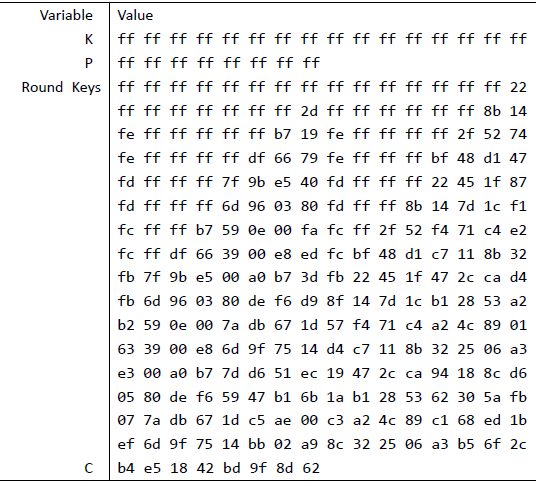 Variable Value
K ff ff ff ff ff ff ff ff ff ff ff ff ff ff ff ff
P ff ff ff ff ff ff ff ff
Round Keys ff ff ff ff ff ff ff ff ff ff ff ff ff ff ff 22
ff ff ff ff ff ff ff 2d ff ff ff ff ff ff 8b 14
fe ff ff ff ff ff b7 19 fe ff ff ff ff 2f 52 74
fe ff ff ff ff df 66 79 fe ff ff ff bf 48 d1 47
fd ff ff ff 7f 9b e5 40 fd ff ff ff 22 45 1f 87
fd ff ff ff 6d 96 03 80 fd ff ff 8b 14 7d 1c f1
fc ff ff b7 59 0e 00 fa fc ff 2f 52 f4 71 c4 e2
fc ff df 66 39 00 e8 ed fc bf 48 d1 c7 11 8b 32
fb 7f 9b e5 00 a0 b7 3d fb 22 45 1f 47 2c ca d4
fb 6d 96 03 80 de f6 d9 8f 14 7d 1c b1 28 53 a2
b2 59 0e 00 7a db 67 1d 57 f4 71 c4 a2 4c 89 01
63 39 00 e8 6d 9f 75 14 d4 c7 11 8b 32 25 06 a3
e3 00 a0 b7 7d d6 51 ec 19 47 2c ca 94 18 8c d6
05 80 de f6 59 47 b1 6b 1a b1 28 53 62 30 5a fb
07 7a db 67 1d c5 ae 00 c3 a2 4c 89 c1 68 ed 1b
ef 6d 9f 75 14 bb 02 a9 8c 32 25 06 a3 b5 6f 2c
C b4 e5 18 42 bd 9f 8d 62